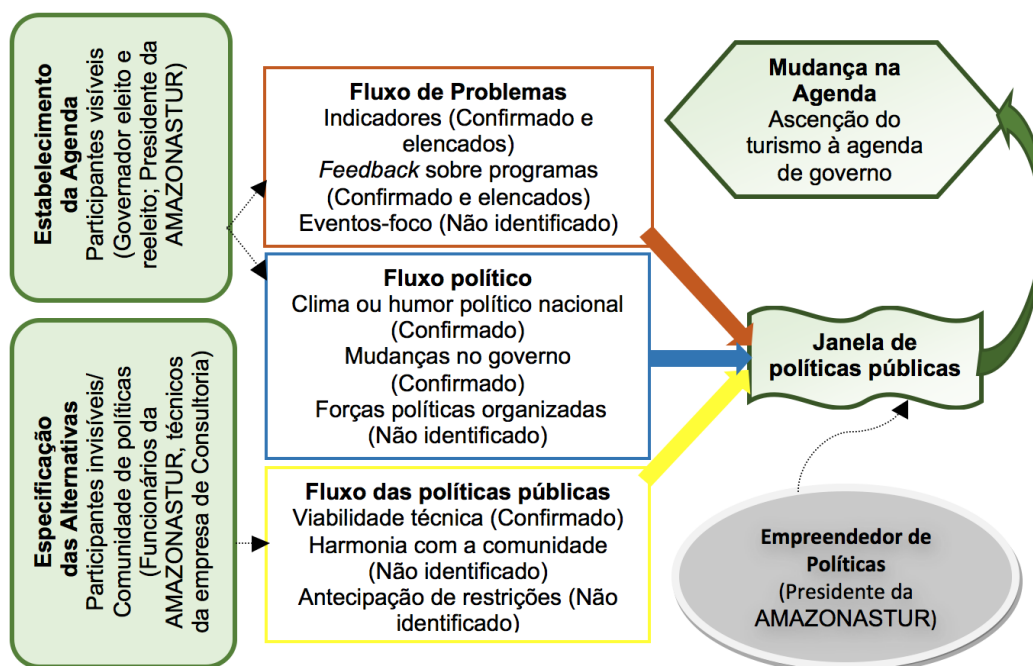 Estabelecimento
da Agenda
Participantes visíveis
(Governador eleito e
reeleito; Presidente da
AMAZONASTUR)
Fluxo de Problemas
Indicadores (Confirmado e
elencados)
Feedback sobre programas
(Confirmado e elencados)
Eventos-foco (Não identificado)
Mudança na
Agenda
Ascenção do
turismo à agenda
de governo
Fluxo político
Clima ou humor político nacional
(Confirmado)
Mudanças no governo
(Confirmado)
Forças políticas organizadas
(Não identificado)
Janela de
políticas públicas
Especificação
das Alternativas
Participantes invisíveis/
Comunidade de políticas
(Funcionários da
AMAZONASTUR, técnicos
da empresa de Consultoria)
Fluxo das políticas públicas
Viabilidade técnica (Confirmado)
Harmonia com a comunidade
(Não identificado)
Antecipação de restrições (Não
identificado)
Empreendedor de
Políticas
(Presidente da
AMAZONASTUR)